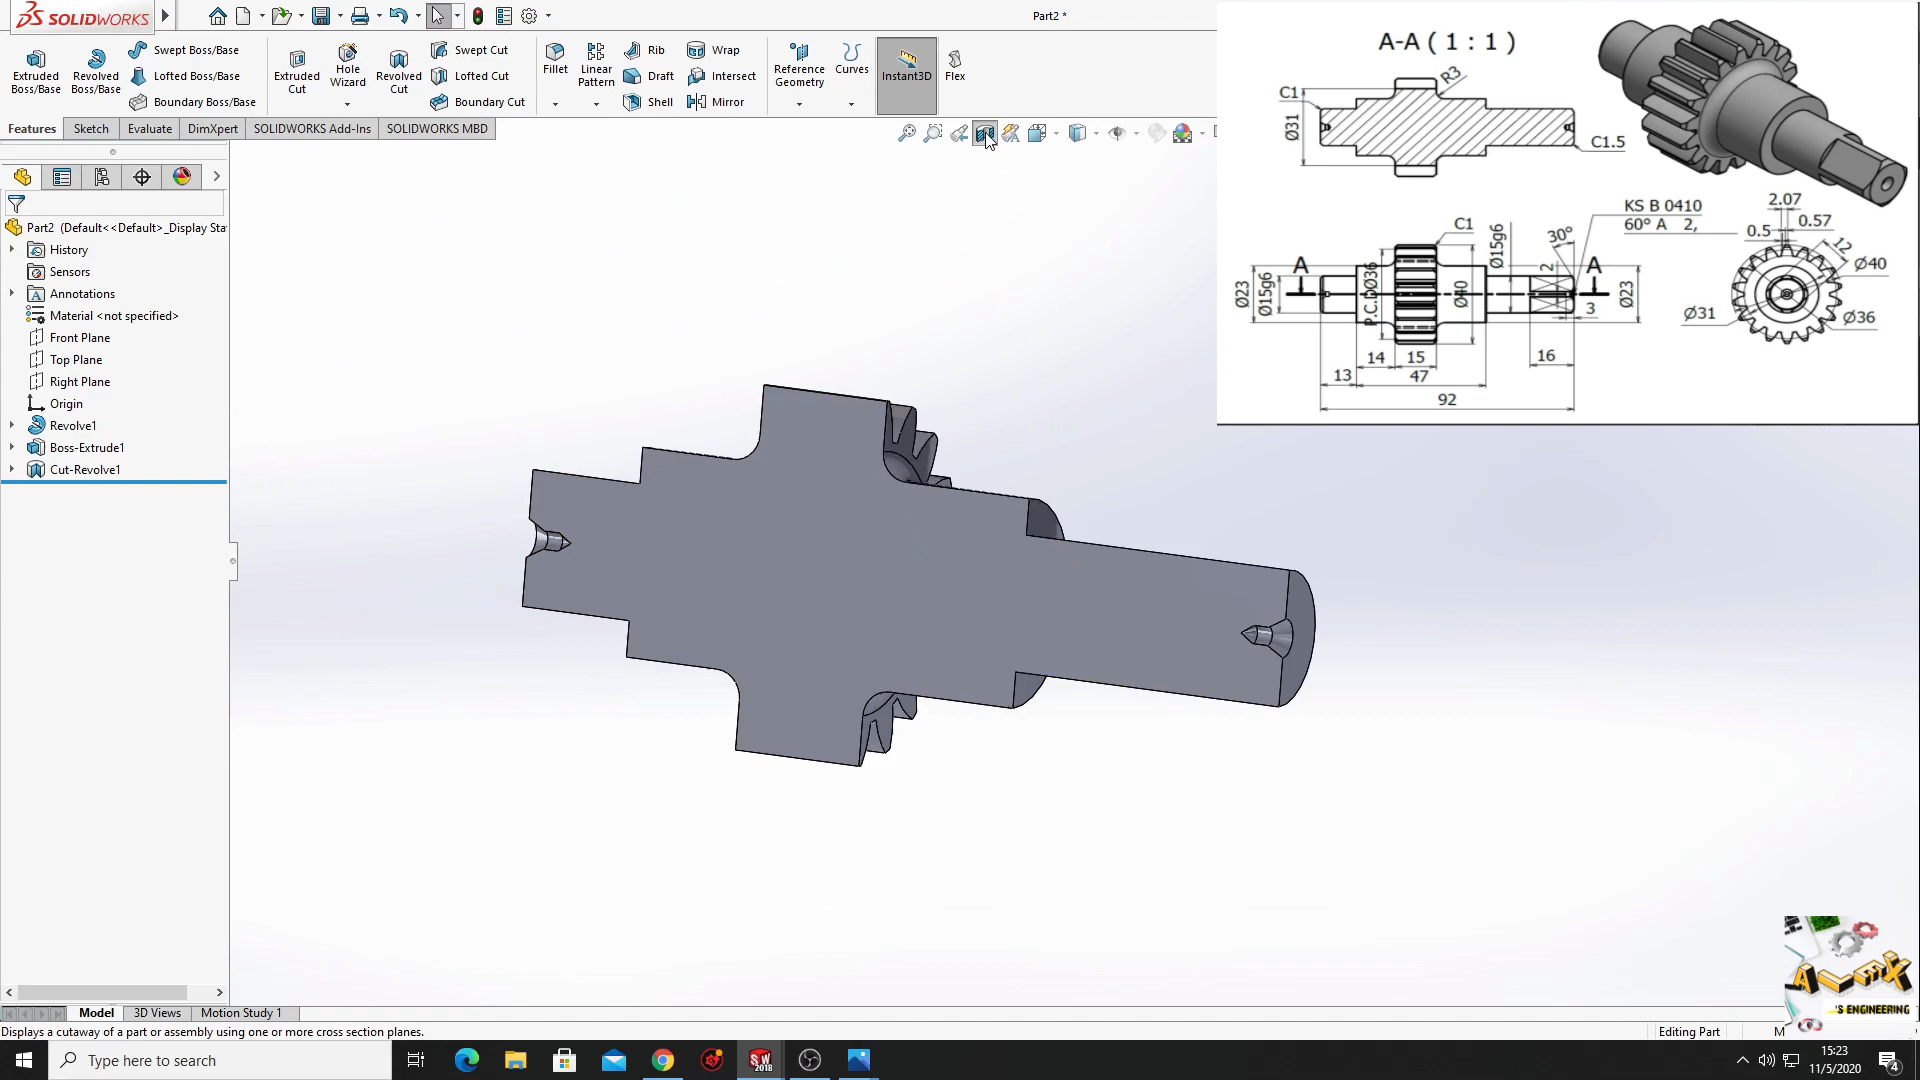 SOLIDWORKS
Part2 *
Extruded Boss/Base
Revolved Boss/Base
Swept Boss/Base
Lofted Boss/Base
Boundary Boss/Base
Extruded Cut
Hole Wizard
Revolved Cut
Swept Cut
Lofted Cut
Boundary Cut
Fillet
Linear Pattern
Rib
Draft
Shell
Wrap
Intersect
Mirror
Reference Geometry
Curves
Instant3D
Flex
Features
Sketch
Evaluate
DimXpert
SOLIDWORKS Add-Ins
SOLIDWORKS MBD
Part2 (Default<<Default>_Display Sta
History
Sensors
Annotations
Material <not specified>
Front Plane
Top Plane
Right Plane
Origin
Revolve1
Boss-Extrude1
Cut-Revolve1
A-A ( 1 : 1 )
C1
R3
Ø31
C1.5
KS B 0410
60° A 2,
2.07
0.57
0.5
12
Ø40
Ø31
Ø36
C1
Ø15g6
30°
2
A
A
Ø23
Ø15g6
P.C.DØ36
Ø40
Ø23
3
14
15
16
13
47
92
ALEX
'S ENGINEERING
Model
3D Views
Motion Study 1
Displays a cutaway of a part or assembly using one or more cross section planes.
Editing Part
M
Type here to search
SW
2018
15:23
11/5/2020
4